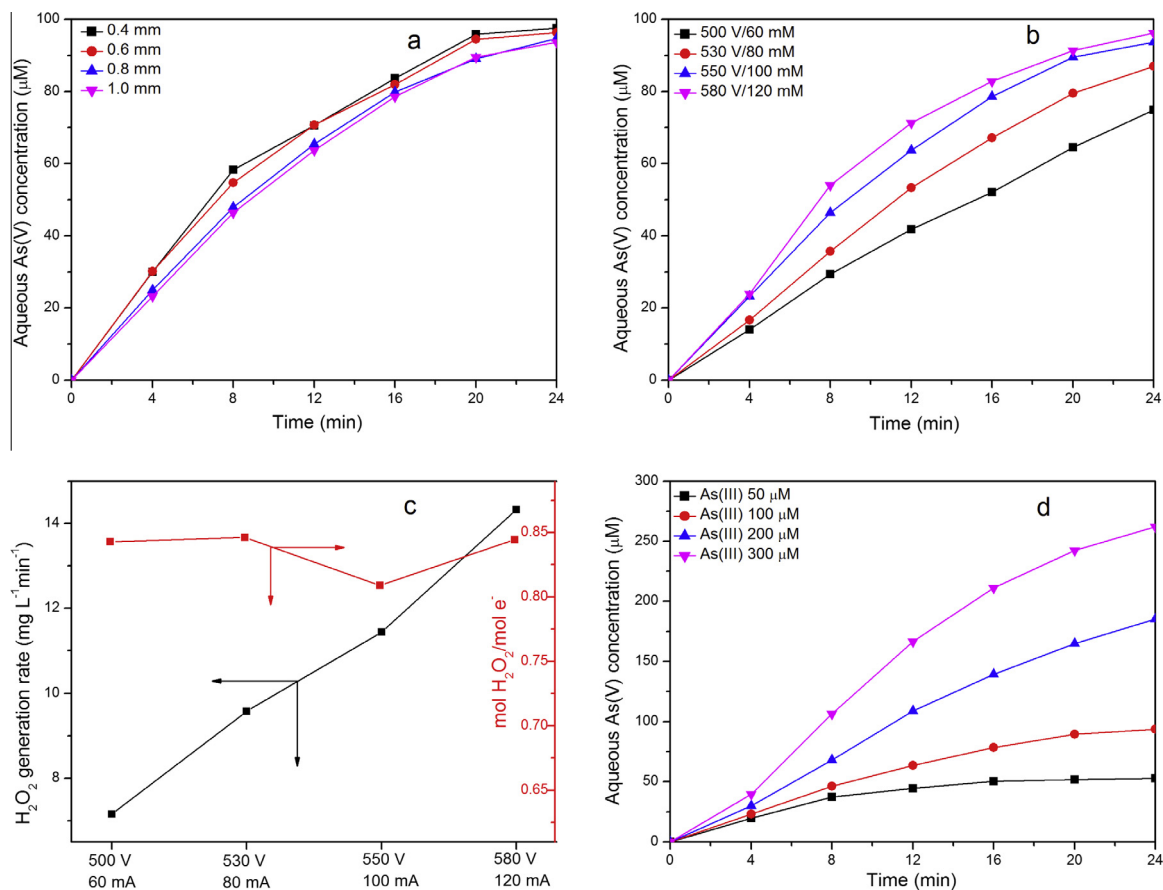 a
0.4 mm
0.6 mm
0.8 mm
1.0 mm
Aqueous As(V) concentration (μM)
100
80
60
40
20
0
0 4 8 12 16 20 24
Time (min)
b
500 V/60 mM
530 V/80 mM
550 V/100 mM
580 V/120 mM
Aqueous As(V) concentration (μM)
100
80
60
40
20
0
0 4 8 12 16 20 24
Time (min)
c
H₂O₂ generation rate (mg L⁻¹min⁻¹)
14
12
10
8
mol H₂O₂/mol e⁻
0.85
0.80
0.75
0.70
0.65
500 V 530 V 550 V 580 V
60 mA 80 mA 100 mA 120 mA
d
As(III) 50 μM
As(III) 100 μM
As(III) 200 μM
As(III) 300 μM
Aqueous As(V) concentration (μM)
300
250
200
150
100
50
0
0 4 8 12 16 20 24
Time (min)